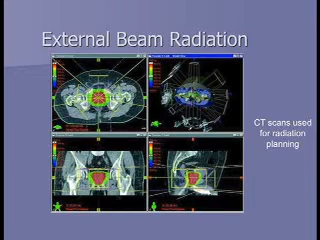 External Beam Radiation
CT scans used
for radiation
planning